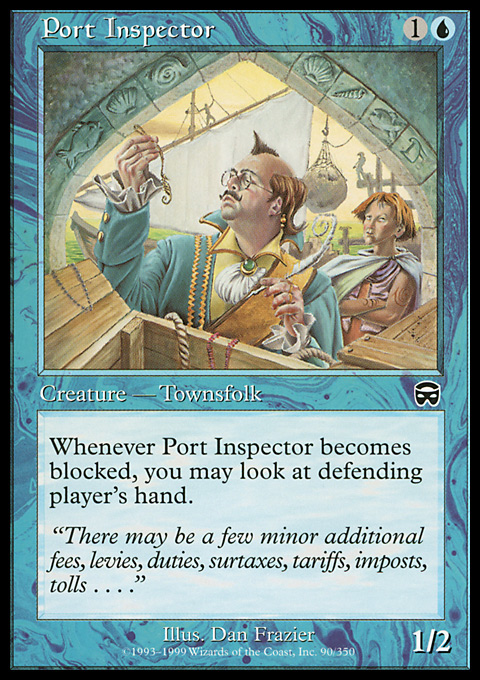 Port Inspector
1
Creature — Townsfolk
Whenever Port Inspector becomes
blocked, you may look at defending
player's hand.
"There may be a few minor additional
fees, levies, duties, surtaxes, tariffs, imposts,
tolls . . . ."
Illus. Dan Frazier
©1993-1999 Wizards of the Coast, Inc. 90/350
1/2